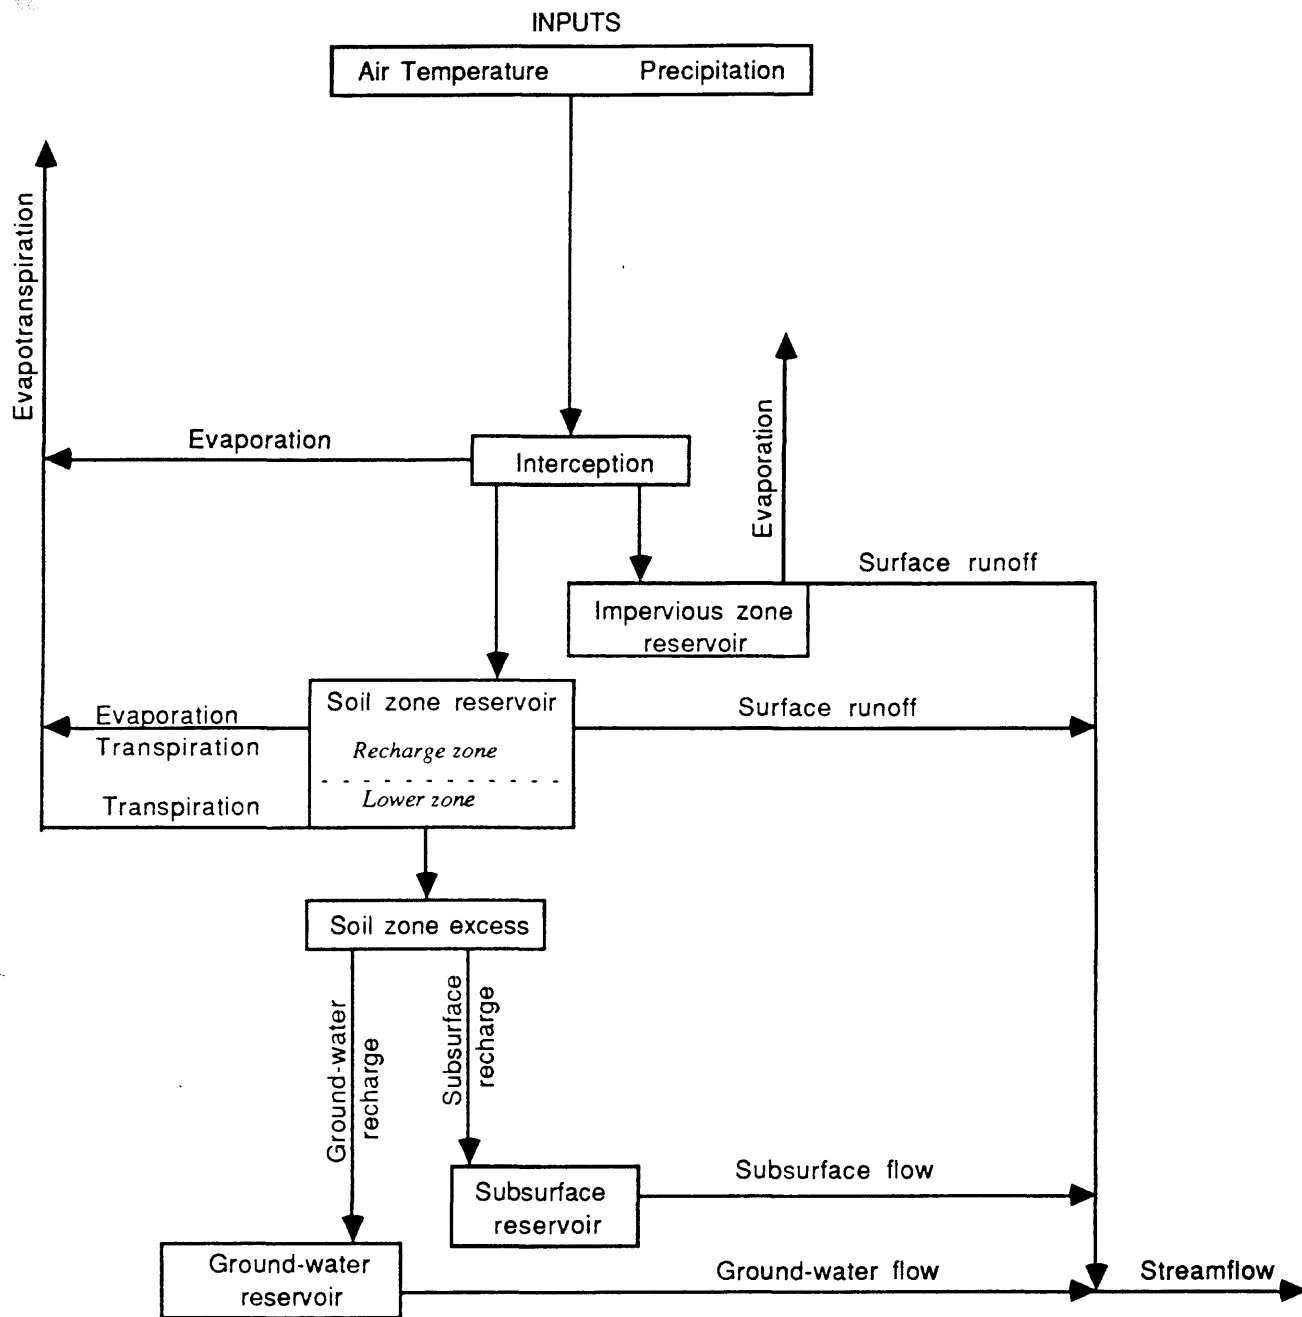 INPUTS
Air Temperature Precipitation
Evapotranspiration
Evaporation
Interception
Evaporation
Surface runoff
Impervious zone
reservoir
Soil zone reservoir
Recharge zone
Lower zone
Evaporation
Transpiration
Transpiration
Surface runoff
Soil zone excess
Ground-water
recharge
Subsurface
recharge
Subsurface
reservoir
Subsurface flow
Ground-water
reservoir
Ground-water flow
Streamflow